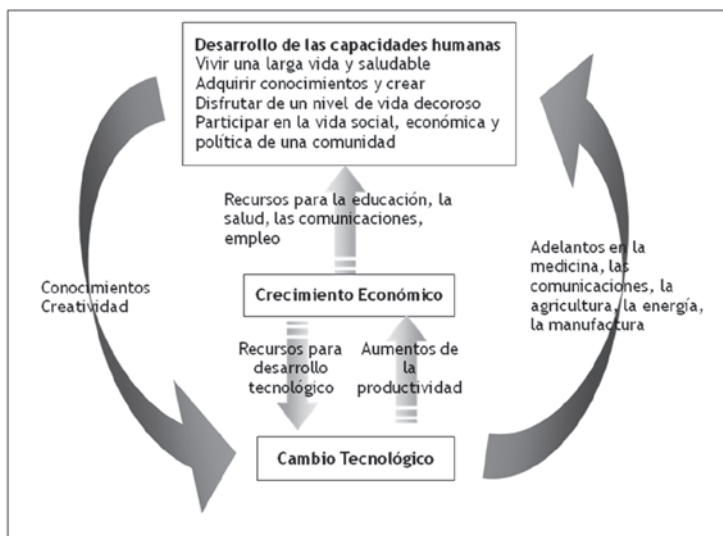 Desarrollo de las capacidades humanas
Vivir una larga vida y saludable
Adquirir conocimientos y crear
Disfrutar de un nivel de vida decoroso
Participar en la vida social, económica y
política de una comunidad
Recursos para la educación, la
salud, las comunicaciones,
empleo
Adelantos en la
medicina, las
comunicaciones, la
agricultura, la energía,
la manufactura
Conocimientos
Creatividad
Crecimiento Económico
Recursos para
desarrollo
tecnológico
Aumentos de
la
productividad
Cambio Tecnológico